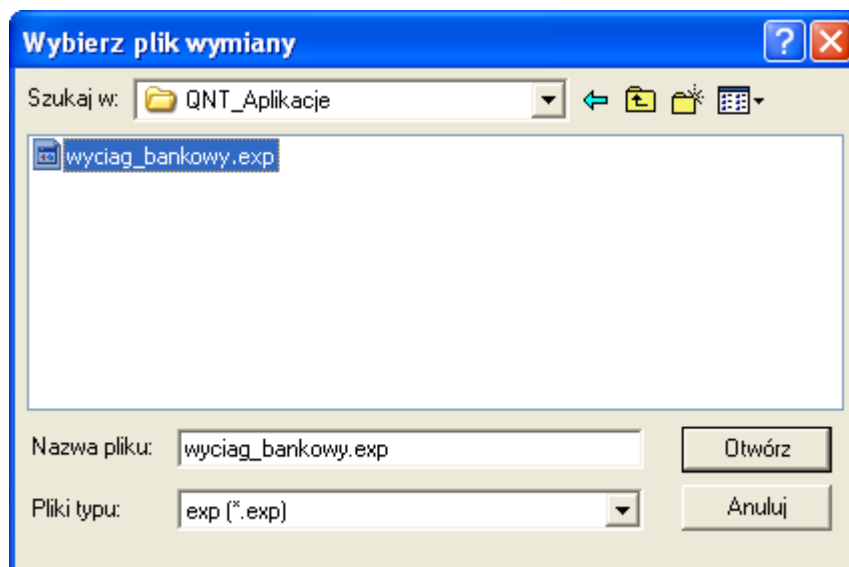 Wybierz plik wymiany
Szukaj w: QNT_Aplikacje
wyciag_bankowy.exp
Nazwa pliku: wyciag_bankowy.exp Otwórz
Pliki typu: exp (*.exp) Anuluj